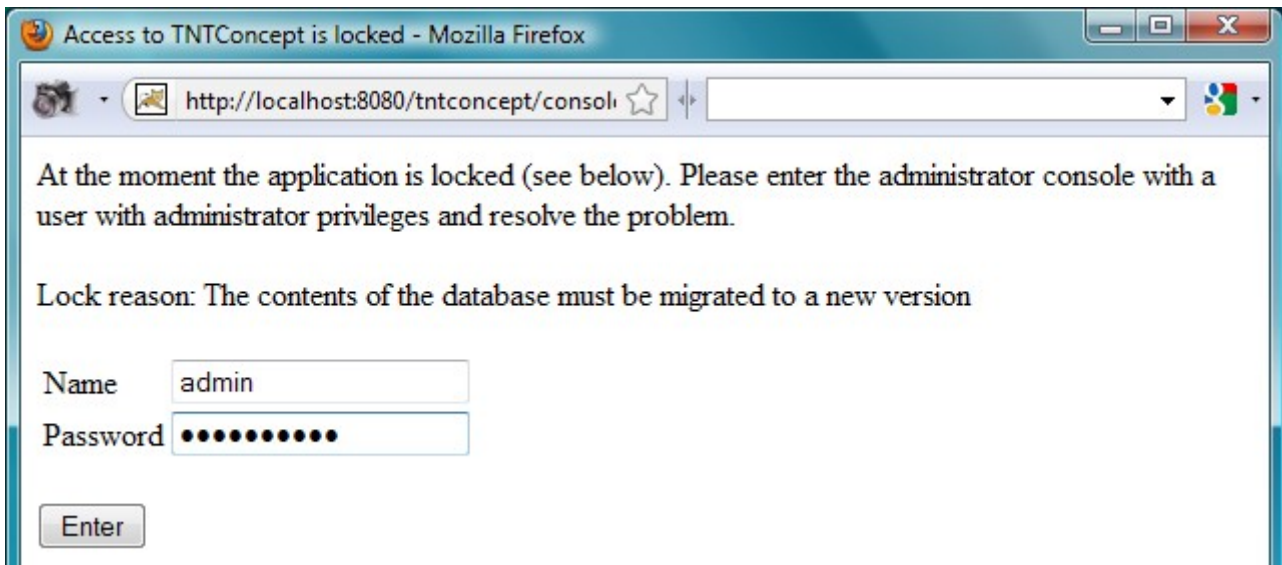 Access to TNTConcept is locked - Mozilla Firefox
http://localhost:8080/tntconcept/consol
At the moment the application is locked (see below). Please enter the administrator console with a
user with administrator privileges and resolve the problem.
Lock reason: The contents of the database must be migrated to a new version
Name admin
Password ••••••••••
Enter